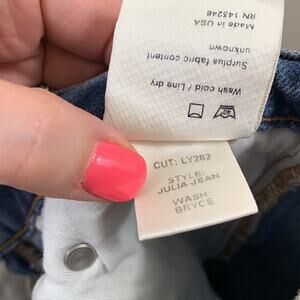 RN 143248
Made in USA
unknown
Surplus fabric content
Wash cold / Line dry
CUT: LY262
STYLE:
JULIA JEAN
WASH:
BRYCE